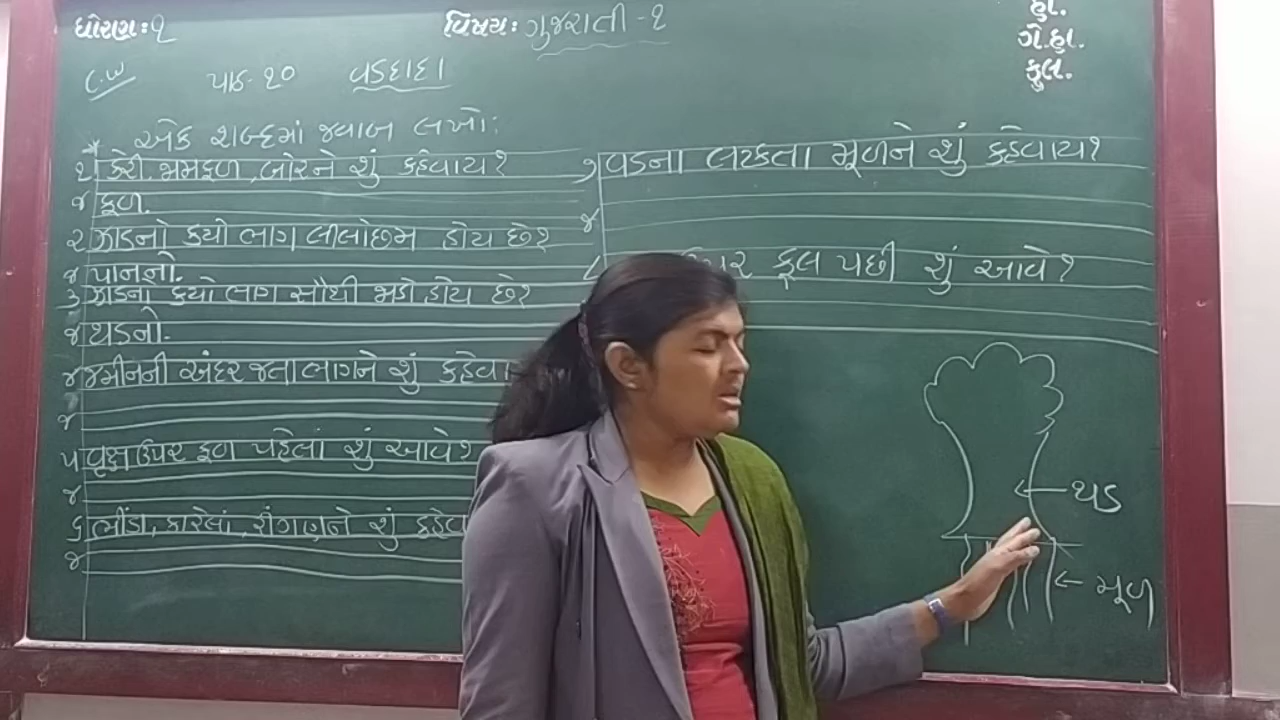 ધોરણઃ૧
વિષયઃ ગુજરાતી - ૧
હા.
ગે.હા.
કુલ.
C.W
પાઠ- ૧૦ વડદાદા
એક શબ્દમાં જવાબ લખો:
૧ કેરી. જામફળ, બોરને શું કહેવાય?
જ ફળ.
૨ ઝાડનો કયો ભાગ લીલોછમ હોય છે?
જ પાનનો.
૩ ઝાડનો કયો ભાગ સૌથી જાડો હોય છે?
જ થડનો.
૪ જમીનની અંદર જતા ભાગને શું કહેવા
જ
૫ વૃક્ષ ઉપર ફળ પહેલાં શું આવે?
જ
૬ ભીંડા, કારેલાં, રીંગણને શું કહેવા
જ
૭ વડના લટકતા મૂળને શું કહેવાય?
જ
ફૂલ પછી શું આવે?
થડ
મૂળ